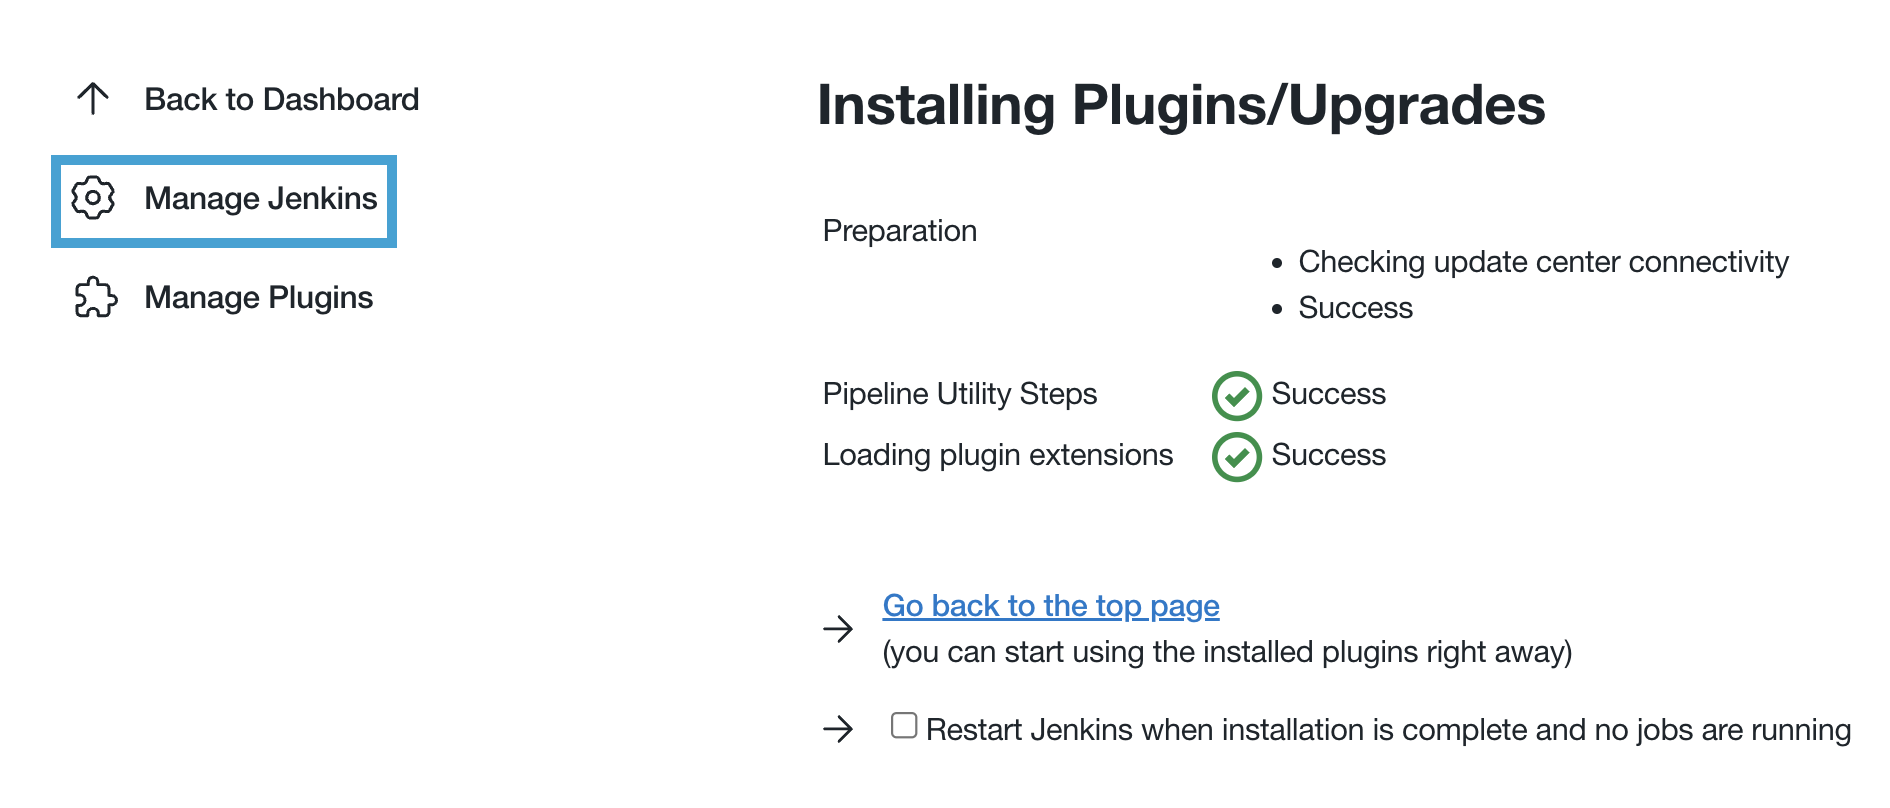 Back to Dashboard
Manage Jenkins
Manage Plugins
Installing Plugins/Upgrades
Preparation
Checking update center connectivity
Success
Pipeline Utility Steps Success
Loading plugin extensions Success
Go back to the top page
(you can start using the installed plugins right away)
Restart Jenkins when installation is complete and no jobs are running